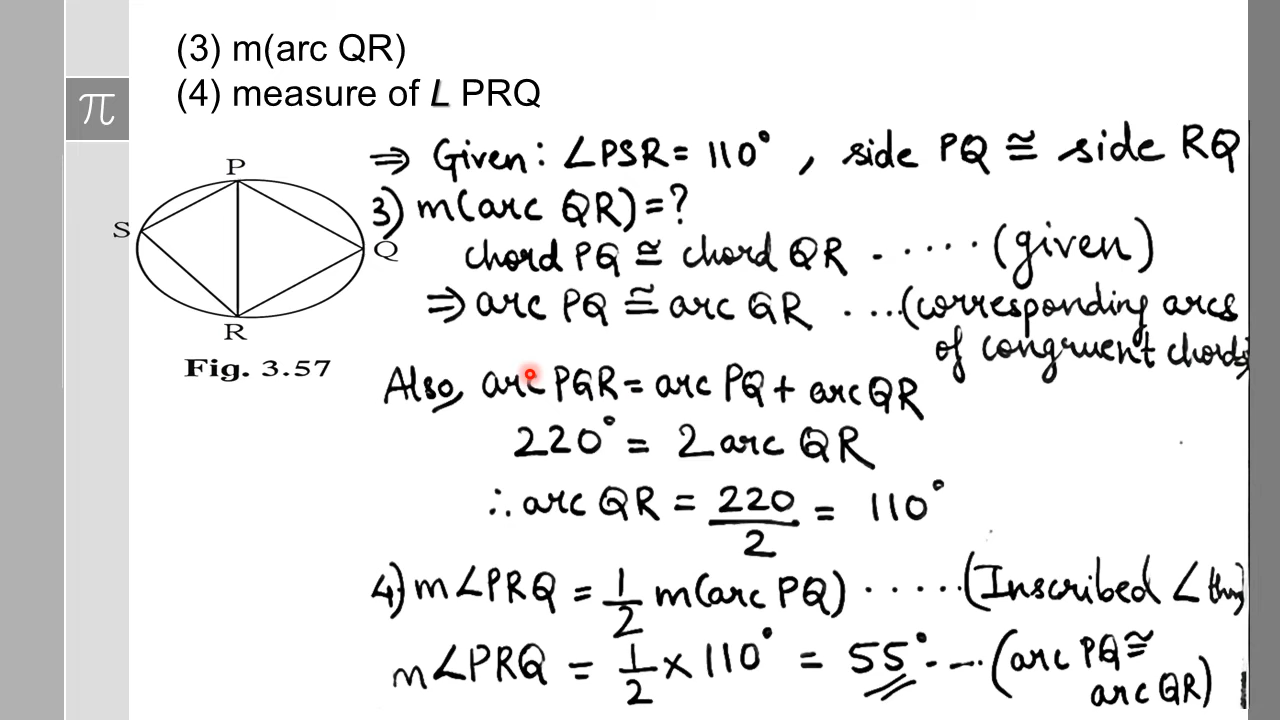 (3) m(arc QR)
(4) measure of ∠ PRQ
π
⇒ Given: ∠PSR = 110°, side PQ ≅ side RQ
3) m(arc QR) = ?
chord PQ ≅ chord QR ..... (given)
⇒ arc PQ ≅ arc QR ....(corresponding arcs
of congruent chords)
P
S
Q
R
Fig. 3.57
Also, arc PQR = arc PQ + arc QR
220° = 2 arc QR
∴ arc QR = 220/2 = 110°
4) m∠PRQ = 1/2 m(arc PQ) ..... (Inscribed ∠ thm)
m∠PRQ = 1/2 × 110° = 55° --- (arc PQ ≅
arc QR)